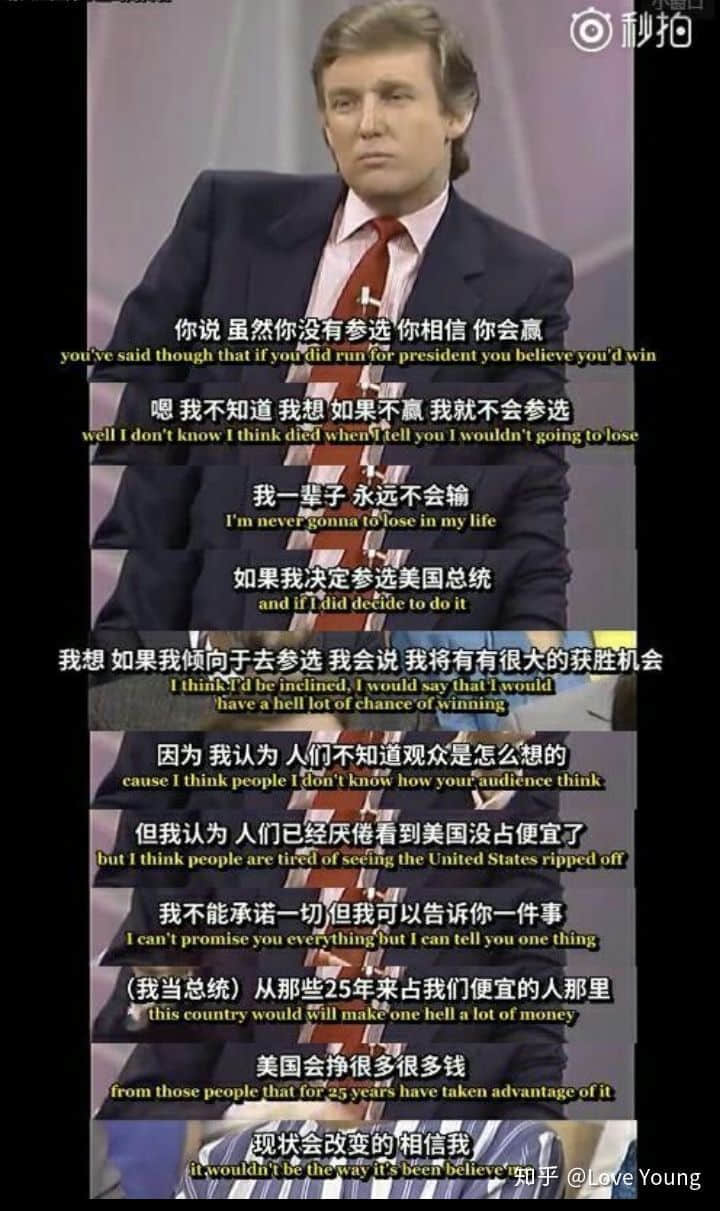 小窗口
秒拍
你说 虽然你没有参选 你相信 你会赢
you've said though that if you did run for president you believe you'd win
嗯 我不知道 我想 如果不赢 我就不会参选
well I don't know I think died when I tell you I wouldn't going to lose
我一辈子 永远不会输
I'm never gonna to lose in my life
如果我决定参选美国总统
and if I did decide to do it
我想 如果我倾向于去参选 我会说 我将有有很大的获胜机会
I think I'd be inclined, I would say that I would
have a hell lot of chance of winning
因为 我认为 人们不知道观众是怎么想的
cause I think people I don't know how your audience think
但我认为 人们已经厌倦看到美国没占便宜了
but I think people are tired of seeing the United States ripped off
我不能承诺一切 但我可以告诉你一件事
I can't promise you everything but I can tell you one thing
（我当总统）从那些25年来占我们便宜的人那里
this country would will make one hell a lot of money
美国会挣很多很多钱
from those people that for 25 years have taken advantage of it
现状会改变的 相信我
it wouldn't be the way it's been believe
知乎 @Love Young